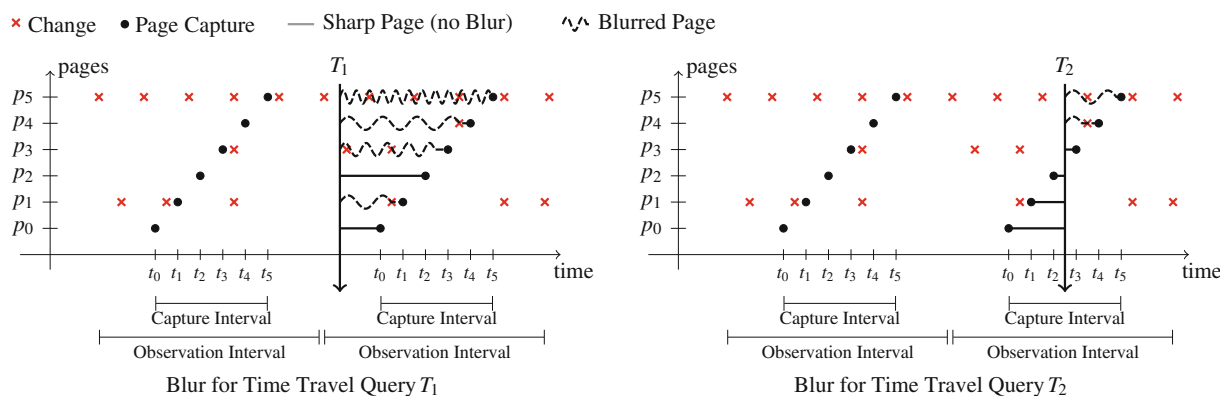 Change Page Capture Sharp Page (no Blur) Blurred Page
pages T1 pages T2
p5 p5
p4 p4
p3 p3
p2 p2
p1 p1
p0 p0
t0 t1 t2 t3 t4 t5 t0 t1 t2 t3 t4 t5 time t0 t1 t2 t3 t4 t5 t0 t1 t2 t3 t4 t5 time
Capture Interval Capture Interval Capture Interval Capture Interval
Observation Interval Observation Interval Observation Interval Observation Interval
Blur for Time Travel Query T1 Blur for Time Travel Query T2